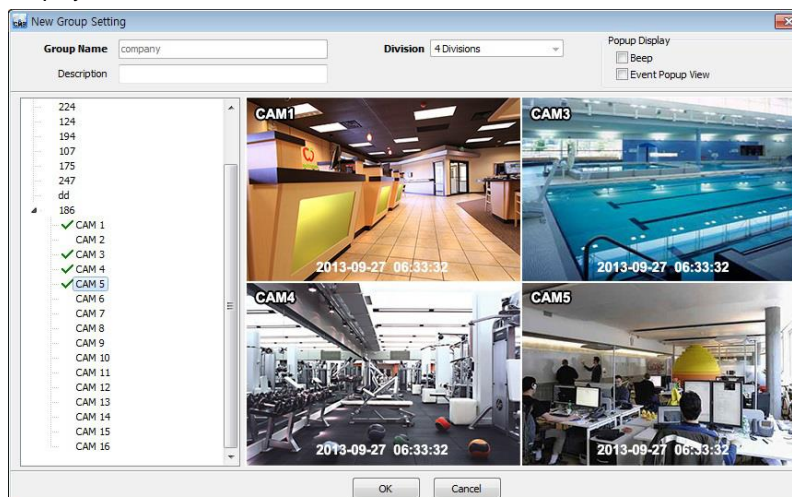 New Group Setting
Group Name company Division 4 Divisions Popup Display
Beep
Description Event Popup View
224
124
194
107
175
247
dd
186
CAM 1
CAM 2
CAM 3
CAM 4
CAM 5
CAM 6
CAM 7
CAM 8
CAM 9
CAM 10
CAM 11
CAM 12
CAM 13
CAM 14
CAM 15
CAM 16
CAM1
2013-09-27 06:33:32
CAM3
2013-09-27 06:33:32
CAM4
2013-09-27 06:33:32
CAM5
2013-09-27 06:33:32
OK Cancel